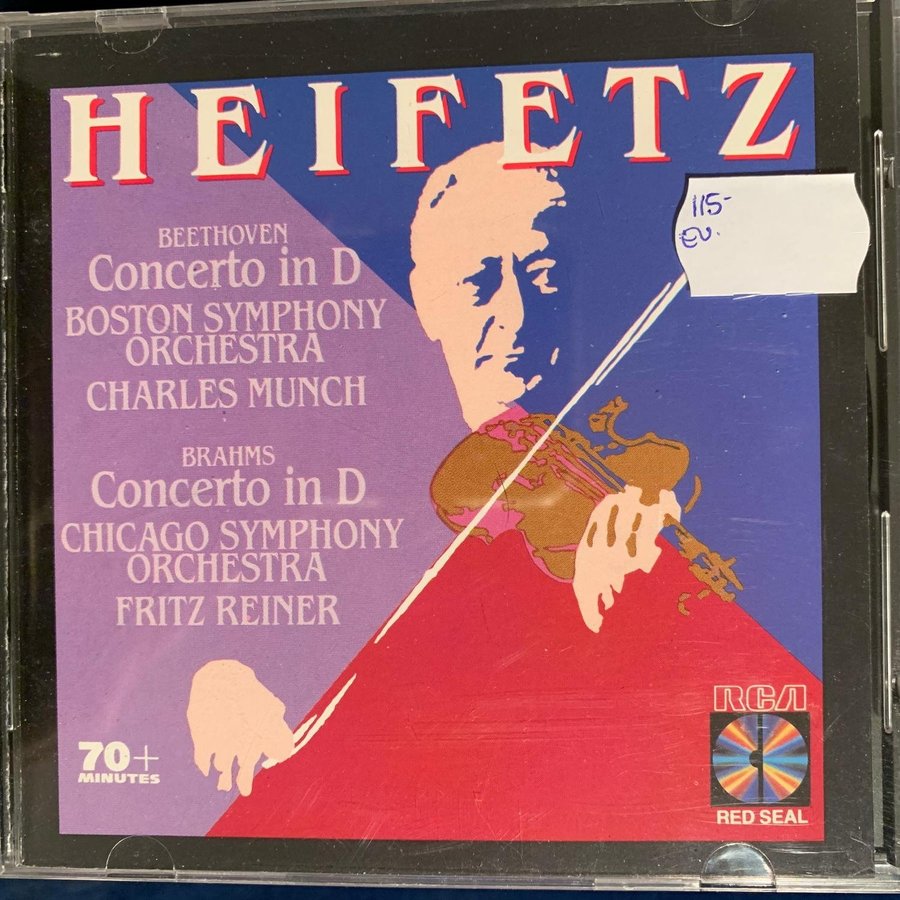 HEIFETZ
115-
EU.
BEETHOVEN
Concerto in D
BOSTON SYMPHONY
ORCHESTRA
CHARLES MUNCH
BRAHMS
Concerto in D
CHICAGO SYMPHONY
ORCHESTRA
FRITZ REINER
70+
MINUTES
RCA
RED SEAL